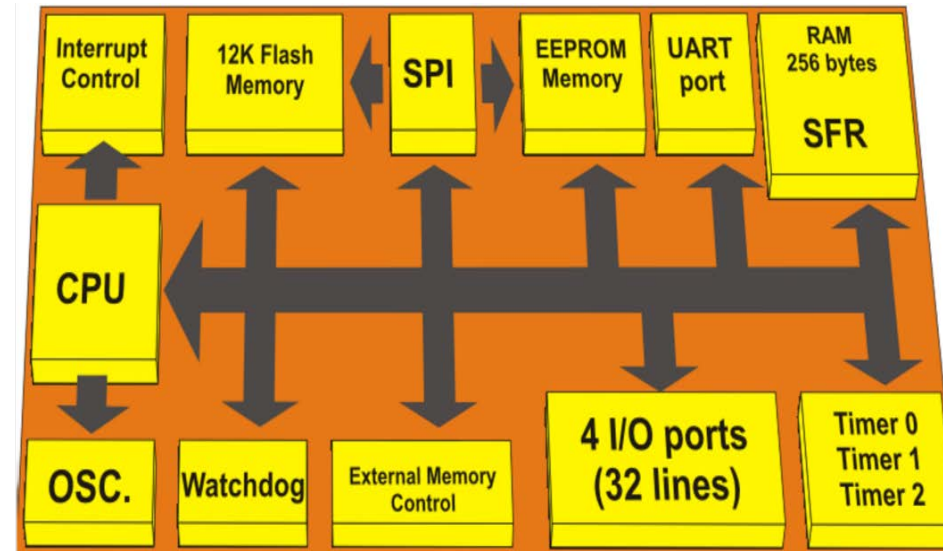 Interrupt
Control
12K Flash
Memory
SPI
EEPROM
Memory
UART
port
RAM
256 bytes
SFR
CPU
OSC.
Watchdog
External Memory
Control
4 I/O ports
(32 lines)
Timer 0
Timer 1
Timer 2